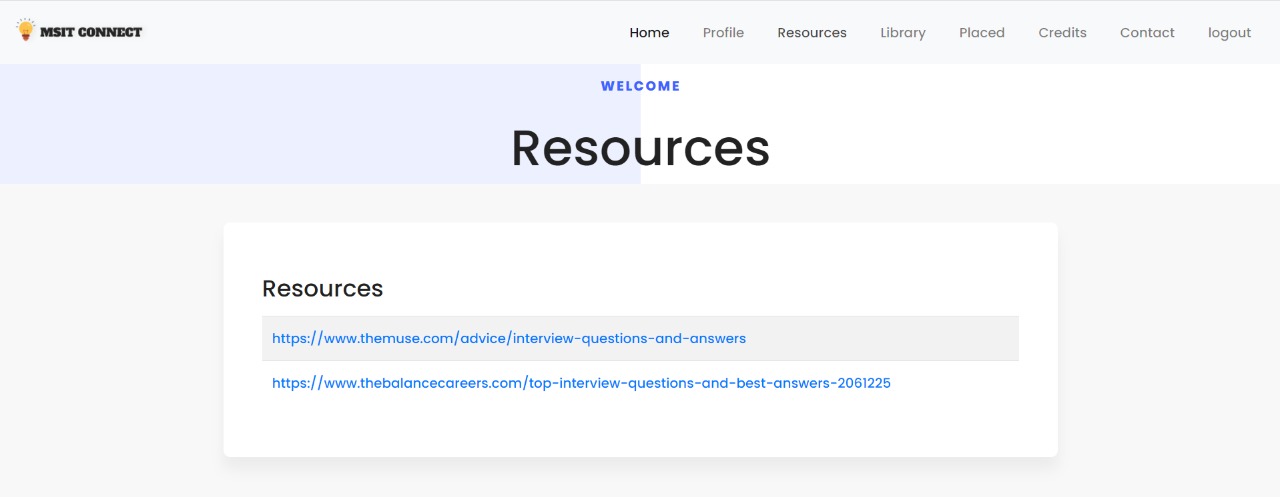 MSIT CONNECT
Home Profile Resources Library Placed Credits Contact logout
WELCOME
Resources
Resources
https://www.themuse.com/advice/interview-questions-and-answers
https://www.thebalancecareers.com/top-interview-questions-and-best-answers-2061225